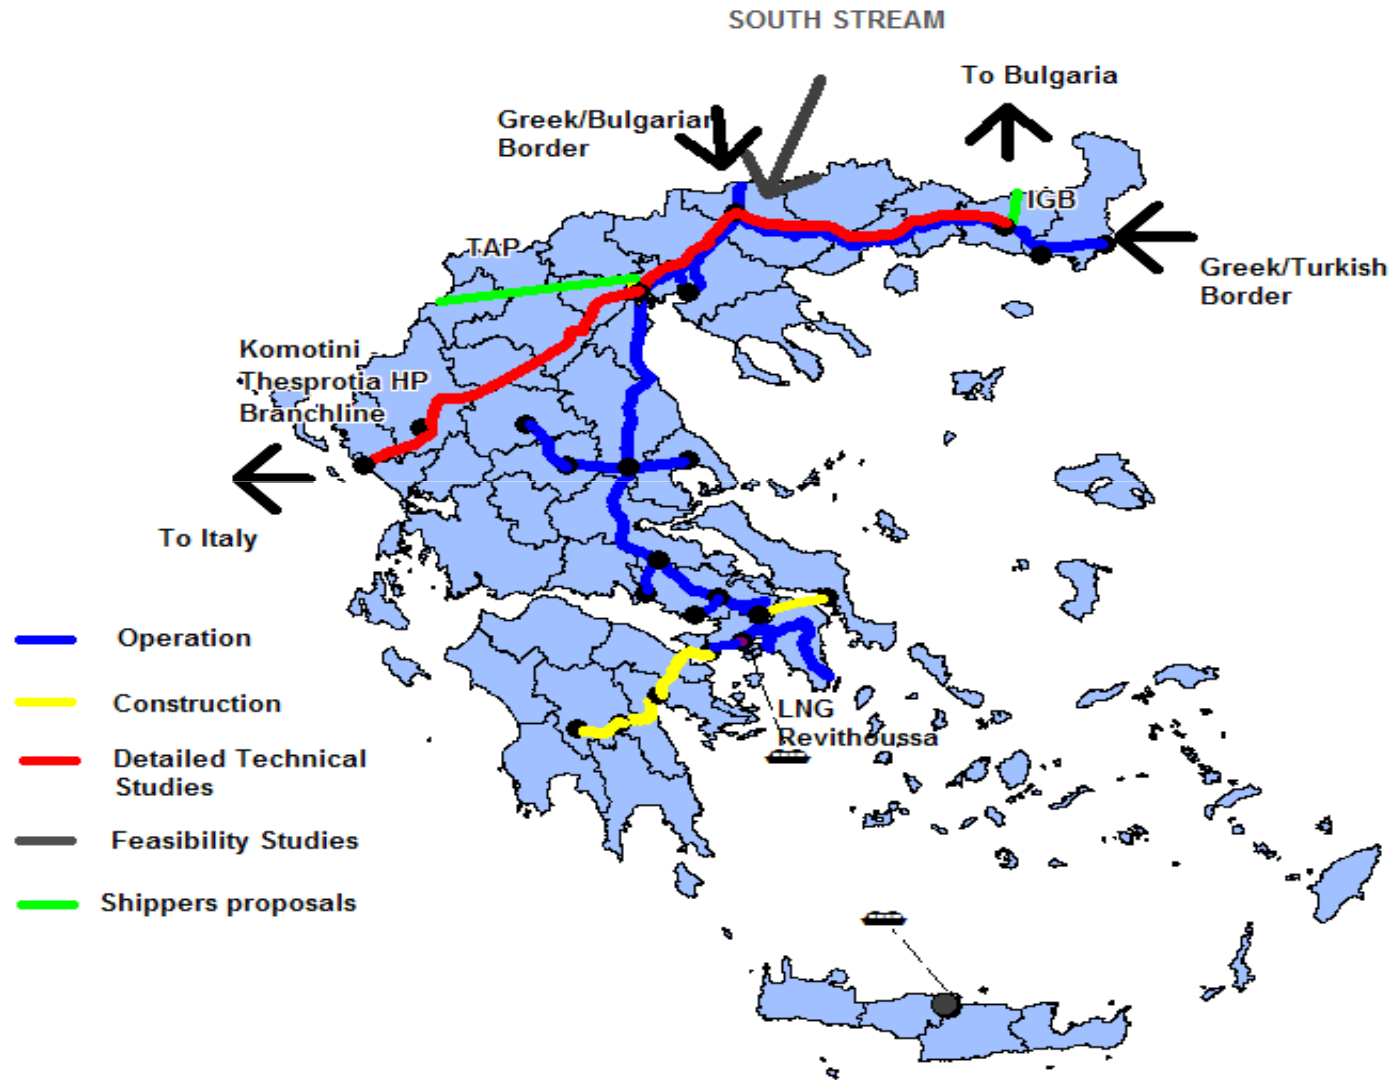 SOUTH STREAM
To Bulgaria
Greek/Bulgarian
Border
IGB
TAP
Greek/Turkish
Border
Komotini
Thesprotia HP
Branchline
To Italy
Operation
Construction
LNG
Revithoussa
Detailed Technical
Studies
Feasibility Studies
Shippers proposals